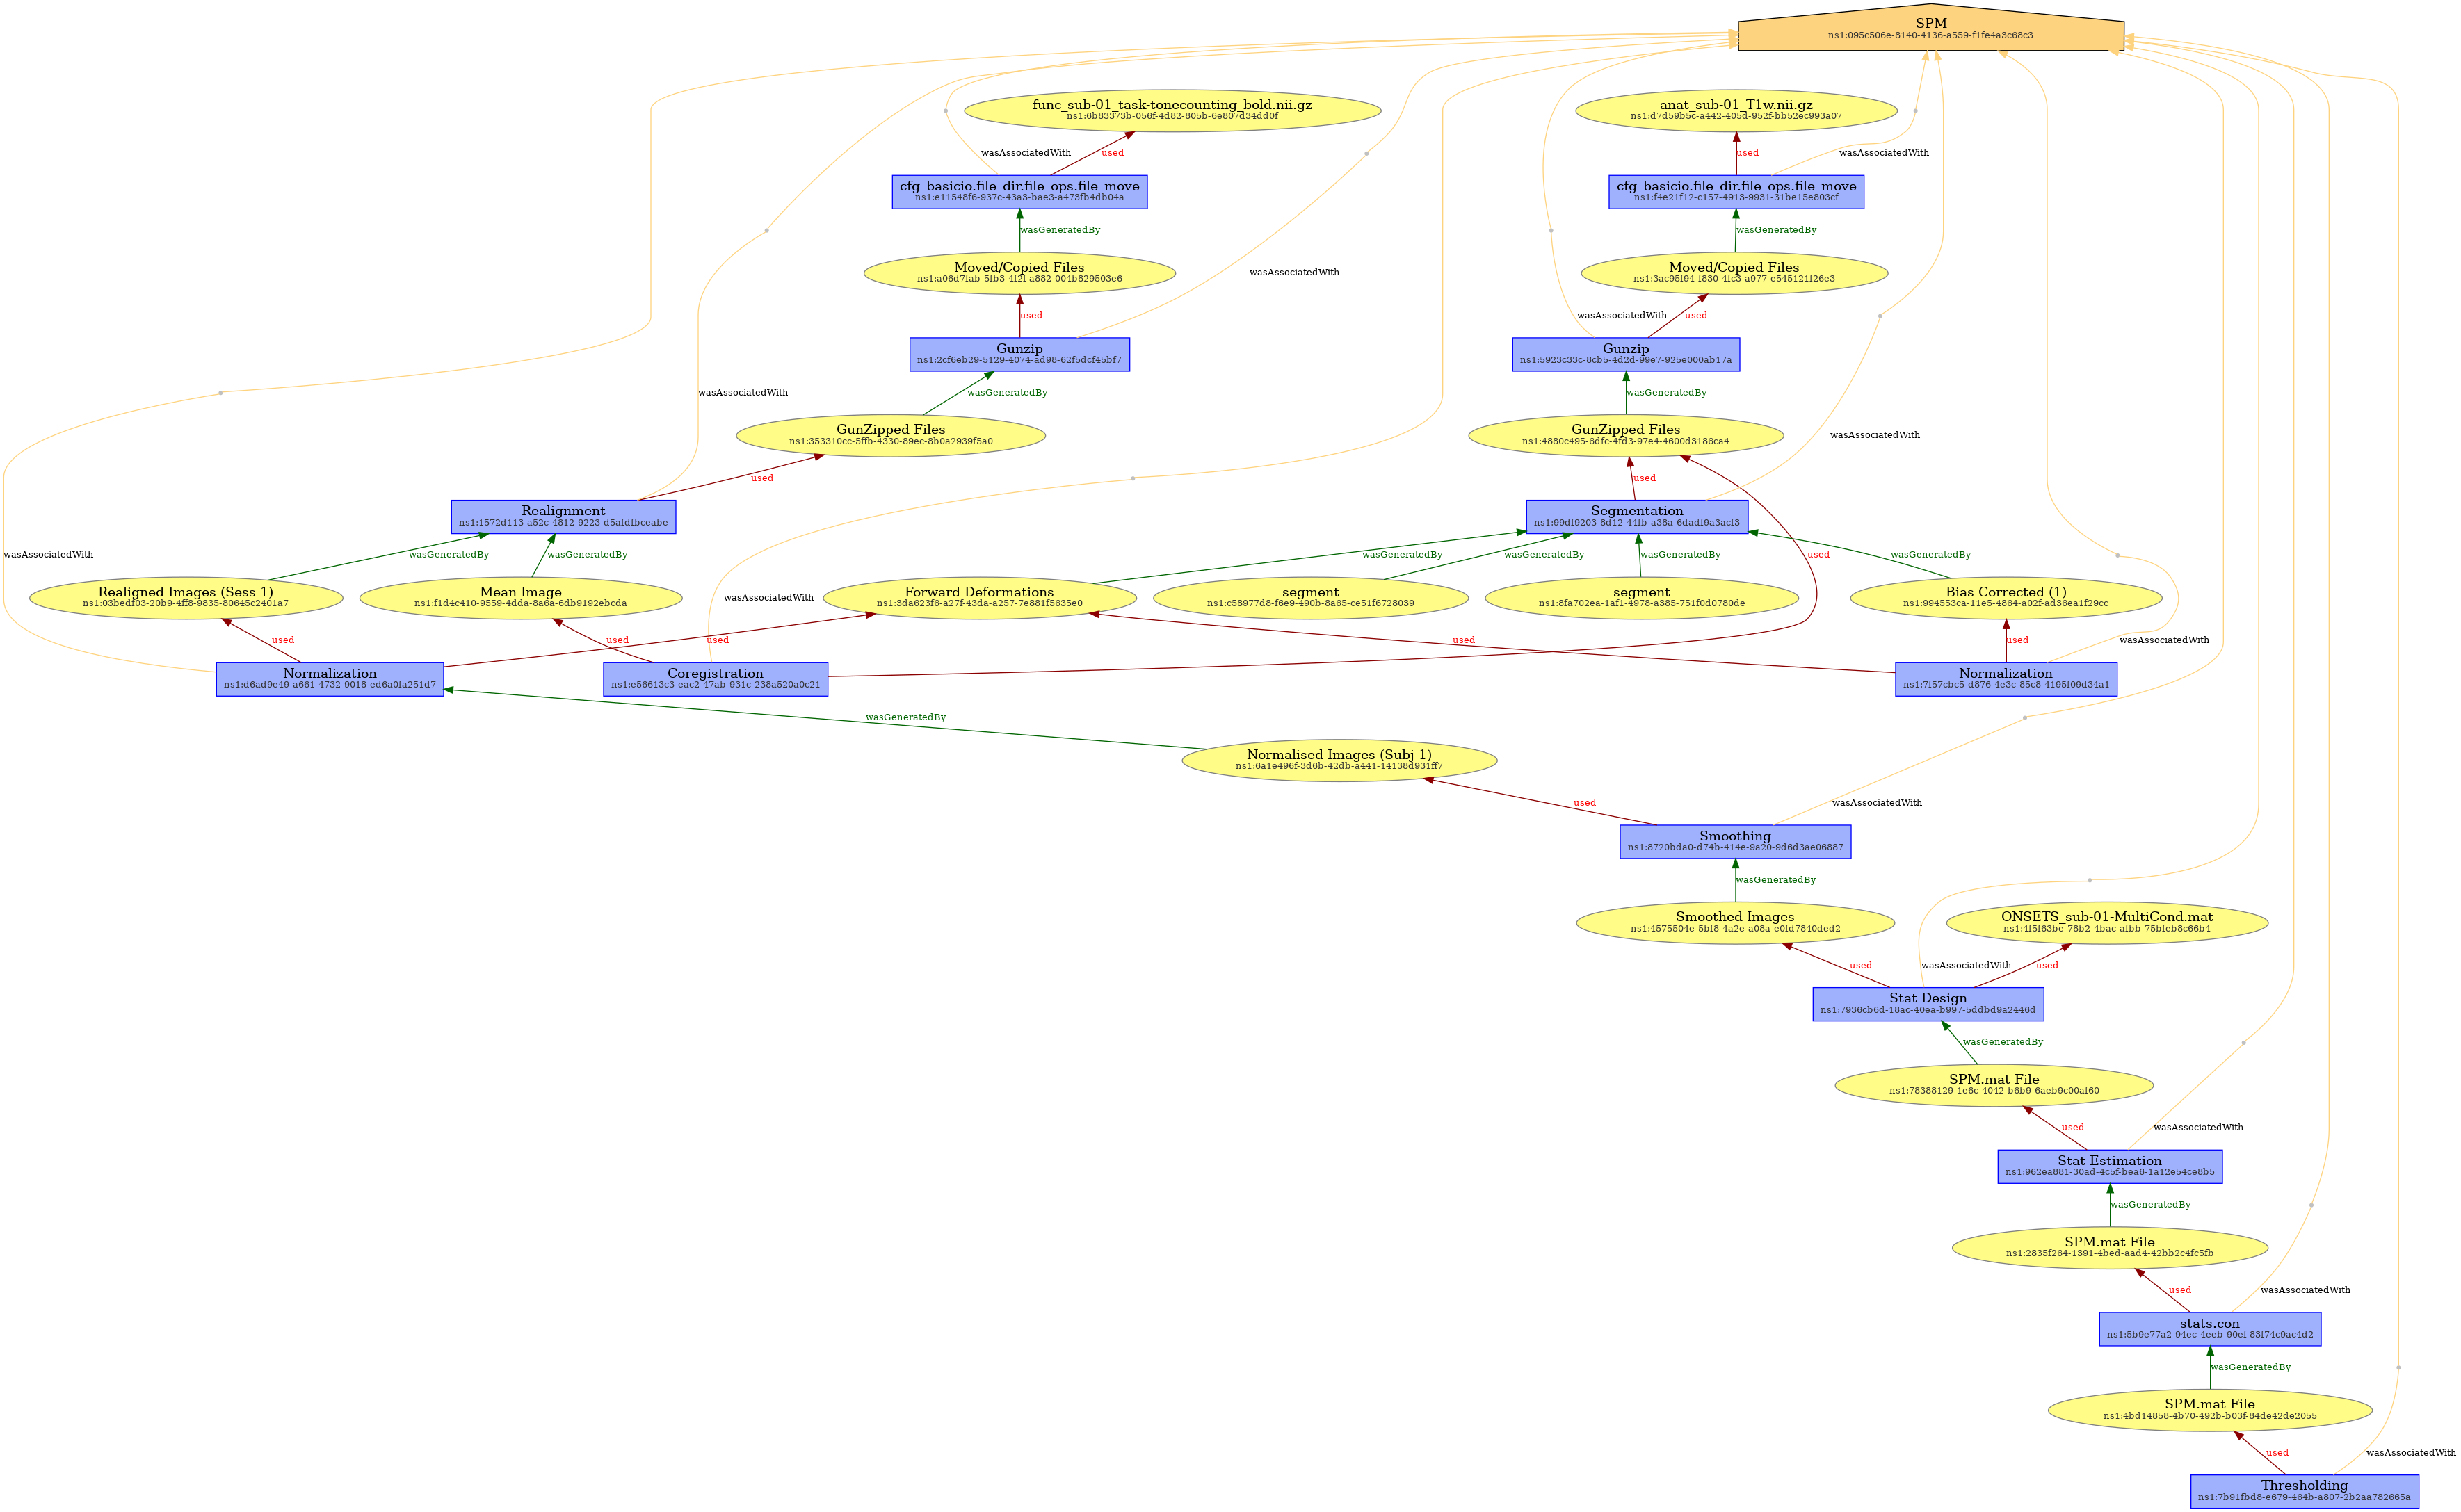 SPM
ns1:095c506e-8140-4136-a559-f1fe4a3c68c3
func_sub-01_task-tonecounting_bold.nii.gz
ns1:6b83373b-056f-4d82-805b-6e807d34dd0f
anat_sub-01_T1w.nii.gz
ns1:d7d59b5c-a442-405d-952f-bb52ec993a07
wasAssociatedWith
used
used
wasAssociatedWith
cfg_basicio.file_dir.file_ops.file_move
ns1:e11548f6-937c-43a3-bae3-a473fb4db04a
cfg_basicio.file_dir.file_ops.file_move
ns1:f4e21f12-c157-4913-9931-31be15e803cf
wasGeneratedBy
wasGeneratedBy
Moved/Copied Files
ns1:a06d7fab-5fb3-4f2f-a882-004b829503e6
wasAssociatedWith
Moved/Copied Files
ns1:3ac95f94-f830-4fc3-a977-e545121f26e3
used
wasAssociatedWith
used
Gunzip
ns1:2cf6eb29-5129-4074-ad98-62f5dcf45bf7
Gunzip
ns1:5923c33c-8cb5-4d2d-99e7-925e000ab17a
wasAssociatedWith
wasGeneratedBy
wasGeneratedBy
GunZipped Files
ns1:353310cc-5ffb-4330-89ec-8b0a2939f5a0
GunZipped Files
ns1:4880c495-6dfc-4fd3-97e4-4600d3186ca4
wasAssociatedWith
used
used
Realignment
ns1:1572d113-a52c-4812-9223-d5afdfbceabe
Segmentation
ns1:99df9203-8d12-44fb-a38a-6dadf9a3acf3
wasAssociatedWith
wasGeneratedBy
wasGeneratedBy
wasGeneratedBy
wasGeneratedBy
wasGeneratedBy
used
wasGeneratedBy
Realigned Images (Sess 1)
ns1:03bedf03-20b9-4ff8-9835-80645c2401a7
Mean Image
ns1:f1d4c410-9559-4dda-8a6a-6db9192ebcda
wasAssociatedWith
Forward Deformations
ns1:3da623f6-a27f-43da-a257-7e881f5635e0
segment
ns1:c58977d8-f6e9-490b-8a65-ce51f6728039
segment
ns1:8fa702ea-1af1-4978-a385-751f0d0780de
Bias Corrected (1)
ns1:994553ca-11e5-4864-a02f-ad36ea1f29cc
used
used
used
used
used
wasAssociatedWith
Normalization
ns1:d6ad9e49-a661-4732-9018-ed6a0fa251d7
Coregistration
ns1:e56613c3-eac2-47ab-931c-238a520a0c21
Normalization
ns1:7f57cbc5-d876-4e3c-85c8-4195f09d34a1
wasGeneratedBy
Normalised Images (Subj 1)
ns1:6a1e496f-3d6b-42db-a441-14138d931ff7
used
wasAssociatedWith
Smoothing
ns1:8720bda0-d74b-414e-9a20-9d6d3ae06887
wasGeneratedBy
Smoothed Images
ns1:4575504e-5bf8-4a2e-a08a-e0fd7840ded2
ONSETS_sub-01-MultiCond.mat
ns1:4f5f63be-78b2-4bac-afbb-75bfeb8c66b4
used
wasAssociatedWith
used
Stat Design
ns1:7936cb6d-18ac-40ea-b997-5ddbd9a2446d
wasGeneratedBy
SPM.mat File
ns1:78388129-1e6c-4042-b6b9-6aeb9c00af60
used
wasAssociatedWith
Stat Estimation
ns1:962ea881-30ad-4c5f-bea6-1a12e54ce8b5
wasGeneratedBy
SPM.mat File
ns1:2835f264-1391-4bed-aad4-42bb2c4fc5fb
used
wasAssociatedWith
stats.con
ns1:5b9e77a2-94ec-4eeb-90ef-83f74c9ac4d2
wasGeneratedBy
SPM.mat File
ns1:4bd14858-4b70-492b-b03f-84de42de2055
used
wasAssociatedWith
Thresholding
ns1:7b91fbd8-e679-464b-a807-2b2aa782665a